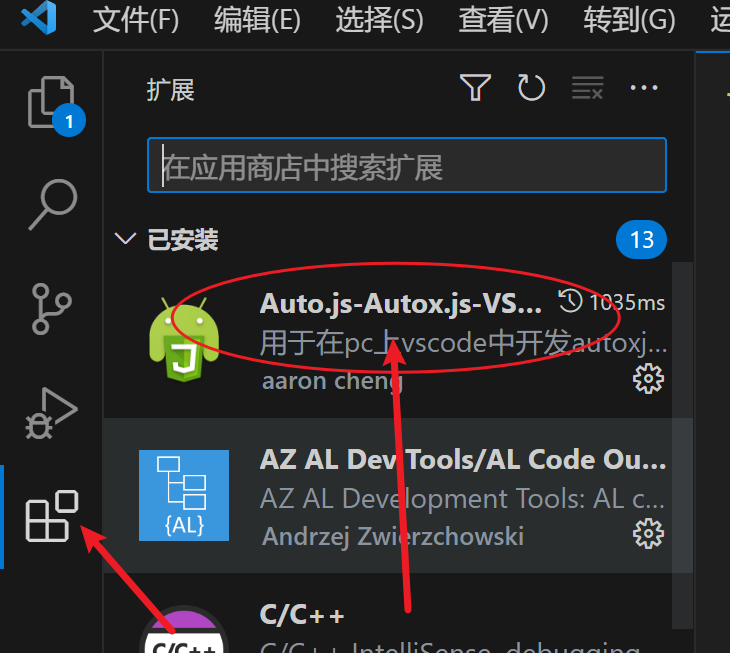 文件(F) 编辑(E) 选择(S) 查看(V) 转到(G) 运
1
扩展
在应用商店中搜索扩展
已安装 13
Auto.js-Autox.js-VS... 1035ms
用于在pc上vscode中开发autoxj...
aaron cheng
AZ AL Dev Tools/AL Code Ou...
AZ AL Development Tools: AL c...
{AL}
Andrzej Zwierzchowski
C/C++
C/C++
C/C++ IntelliSense, debugging,